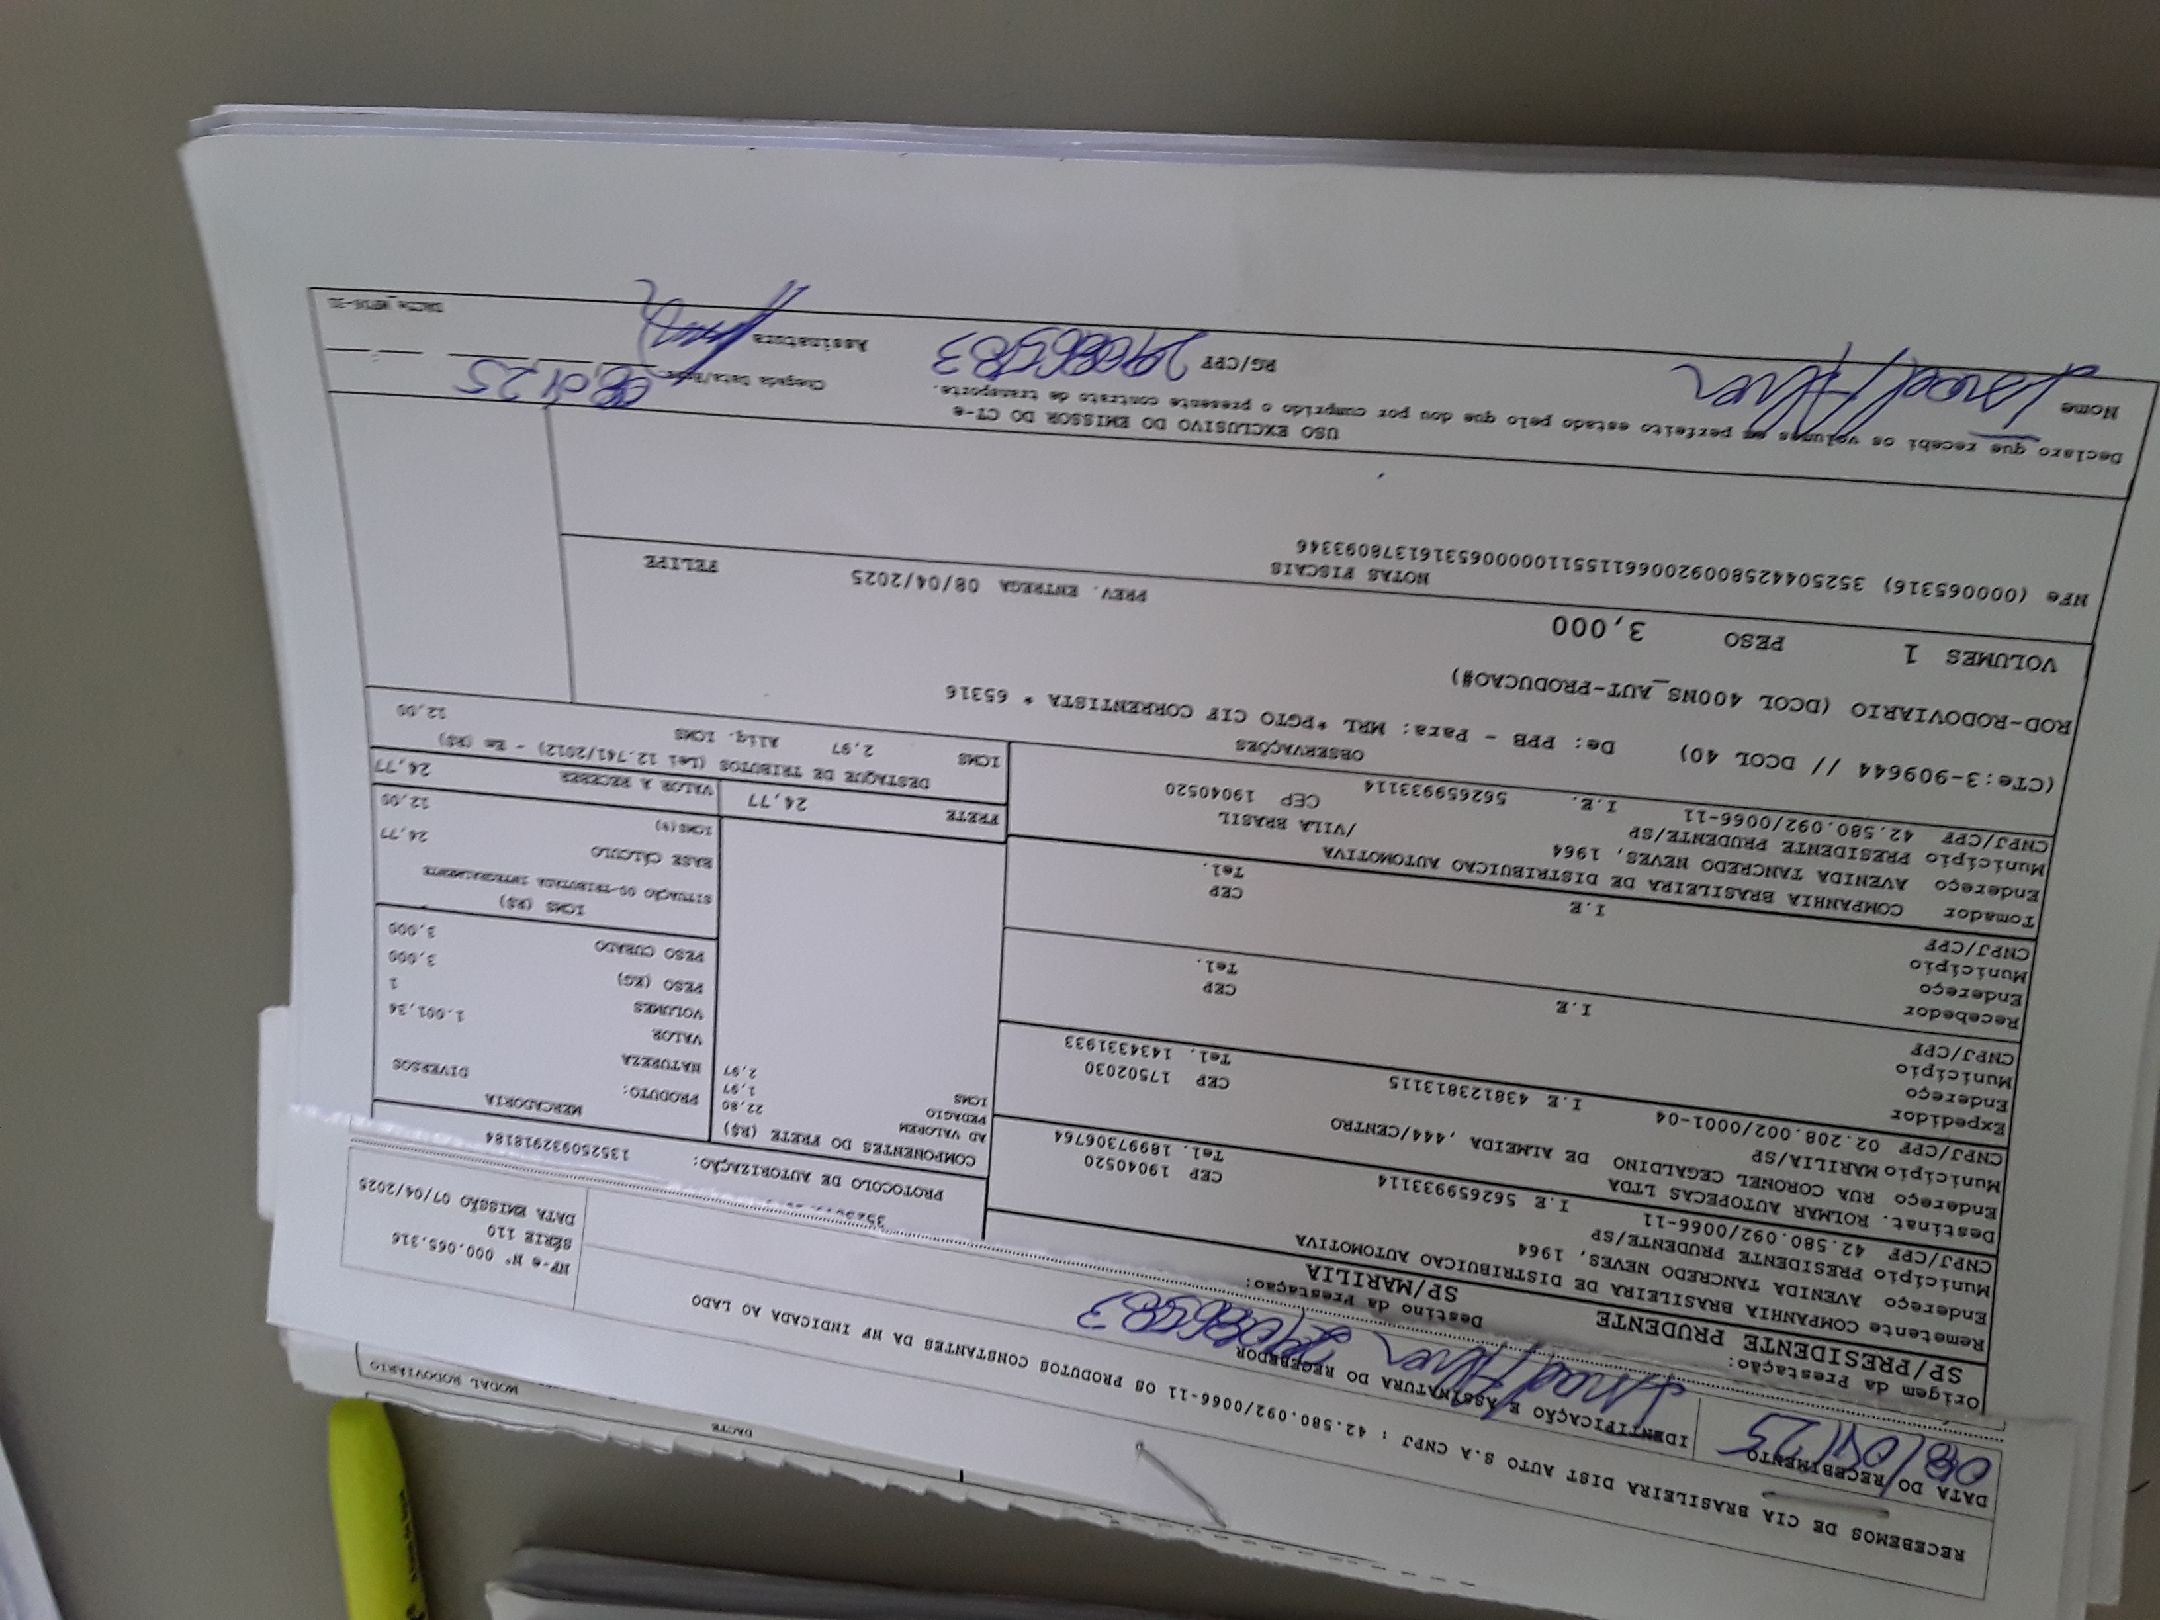 RECEBEMOS DE CIA BRASILEIRA DIST AUTO S.A CNPJ : 42.580.092/0066-11 OS PRODUTOS CONSTANTES DA NF INDICADA AO LADO
DATA DO RECEBIMENTO
08/04/25
IDENTIFICAÇÃO E ASSINATURA DO RECEBEDOR
NF-e Nº 000.065.316
SÉRIE 110
DATA EMISSÃO 07/04/2025
DACTE
MODAL RODOVIÁRIO
Origem da Prestação:
SP/PRESIDENTE PRUDENTE
Destino da Prestação:
SP/MARILIA
Remetente COMPANHIA BRASILEIRA DE DISTRIBUICAO AUTOMOTIVA
Endereço AVENIDA TANCREDO NEVES, 1964
Município PRESIDENTE PRUDENTE/SP CEP 19040520
CNPJ/CPF 42.580.092/0066-11 I.E 562659933114 Tel. 18997306764
Destinat. ROLMAR AUTOPECAS LTDA
Endereço RUA CORONEL CEGALDINO DE ALMEIDA ,444/CENTRO
Município MARILIA/SP CEP 17502030
CNPJ/CPF 02.208.002/0001-04 I.E 438123813115 Tel. 1434331933
Expedidor
Endereço
Município CEP
CNPJ/CPF I.E Tel.
Recebedor
Endereço
Município CEP
CNPJ/CPF I.E Tel.
Tomador COMPANHIA BRASILEIRA DE DISTRIBUICAO AUTOMOTIVA
Endereço AVENIDA TANCREDO NEVES, 1964 /VILA BRASIL
Município PRESIDENTE PRUDENTE/SP CEP 19040520
CNPJ/CPF 42.580.092/0066-11 I.E. 562659933114
PROTOCOLO DE AUTORIZAÇÃO: 135250932918184
COMPONENTES DO FRETE (R$)
AD VALOREM 22,80
PEDAGIO 1,97
ICMS 2,97
FRETE 24,77
MERCADORIA
PRODUTO: DIVERSOS
NATUREZA
VALOR 1.001,34
VOLUMES 1
PESO (KG) 3,000
PESO CUBADO 3,000
ICMS (R$)
SITUAÇÃO 00-TRIBUTADA INTEGRALMENTE
BASE CÁLCULO 24,77
ICMS(%) 12,00
VALOR A RECEBER 24,77
DESTAQUE DE TRIBUTOS (Lei 12.741/2012) - Em (R$)
ICMS 2,97 Aliq. ICMS 12,00
OBSERVAÇÕES
(CTe:3-909644 // DCOL 40) De: PPB - Para: MRL *PGTO CIF CORRENTISTA * 65316
ROD-RODOVIARIO (DCOL 400NS_AUT-PRODUCAO#)
VOLUMES 1 PESO 3,000 PREV. ENTREGA 08/04/2025 FELIPE
NOTAS FISCAIS
NFe (000065316) 35250442580092006611551100000653161378093346
USO EXCLUSIVO DO EMISSOR DO CT-e
Declaro que recebi os volumes em perfeito estado pelo que dou por cumprido o presente contrato de transporte.
Chegada Data/Hora 08.04.25
Nome
RG/CPF
Assinatura